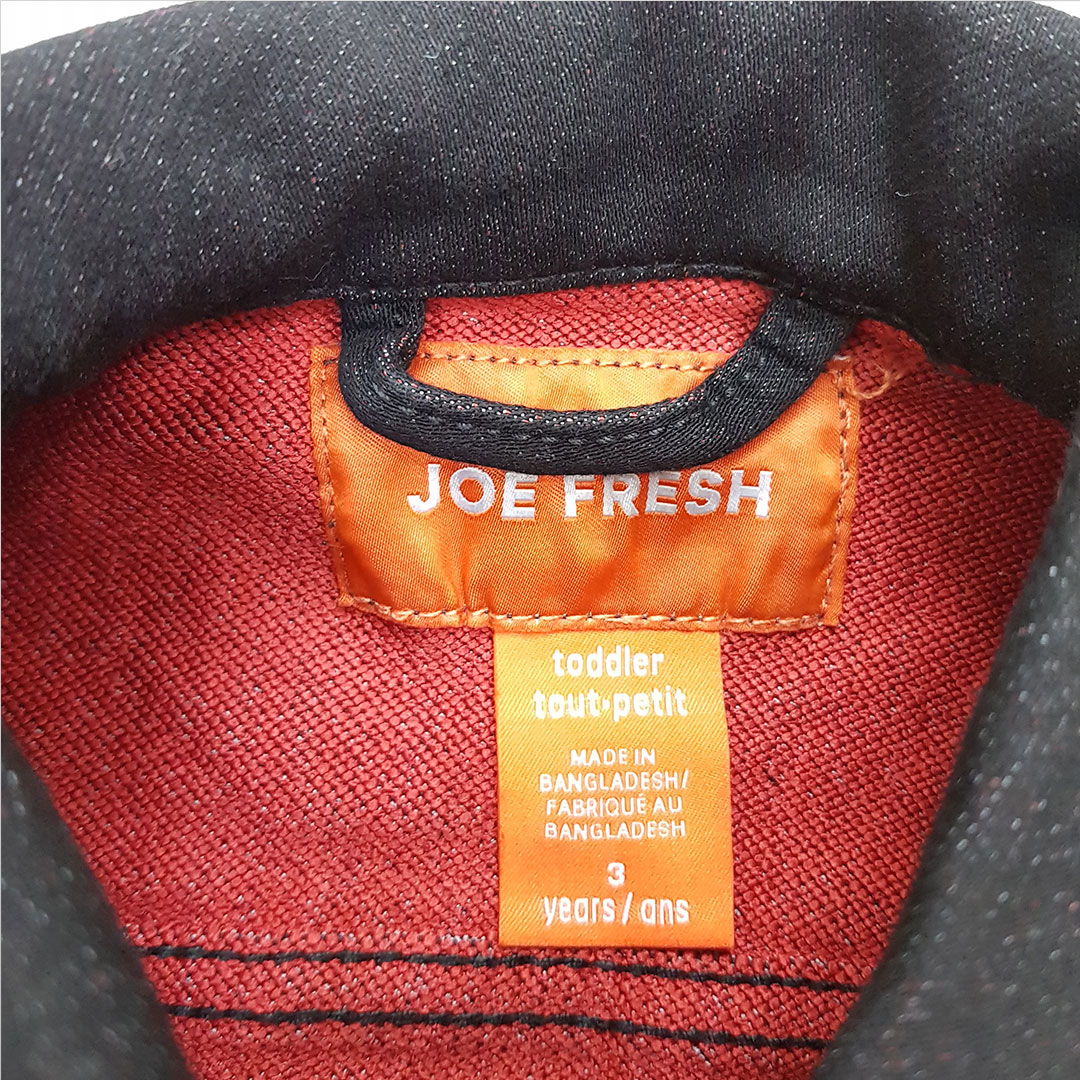 JOE FRESH
toddler
tout·petit
MADE IN
BANGLADESH/
FABRIQUÉ AU
BANGLADESH
3
years/ans